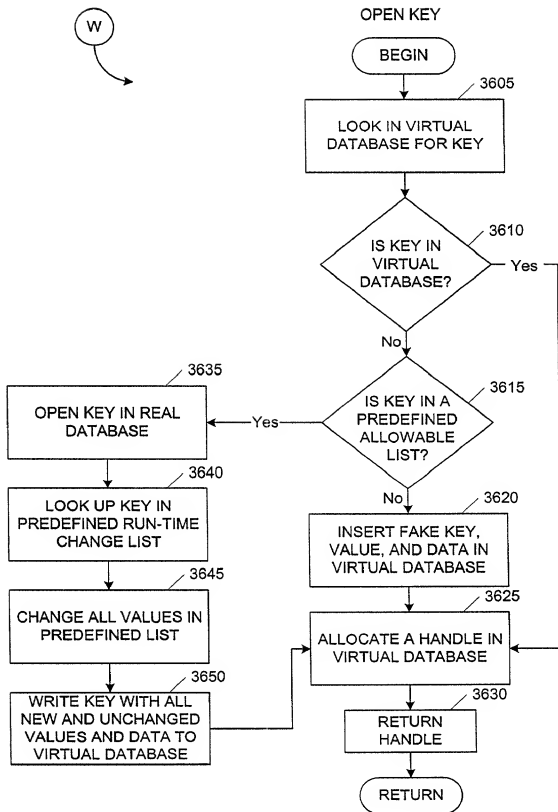 W
OPEN KEY
BEGIN
3605
LOOK IN VIRTUAL
DATABASE FOR KEY
3610
IS KEY IN
VIRTUAL
DATABASE?
Yes
No
3615
IS KEY IN A
PREDEFINED
ALLOWABLE
LIST?
Yes
No
3635
OPEN KEY IN REAL
DATABASE
3640
LOOK UP KEY IN
PREDEFINED RUN-TIME
CHANGE LIST
3645
CHANGE ALL VALUES IN
PREDEFINED LIST
3650
WRITE KEY WITH ALL
NEW AND UNCHANGED
VALUES AND DATA TO
VIRTUAL DATABASE
3620
INSERT FAKE KEY,
VALUE, AND DATA IN
VIRTUAL DATABASE
3625
ALLOCATE A HANDLE IN
VIRTUAL DATABASE
3630
RETURN
HANDLE
RETURN